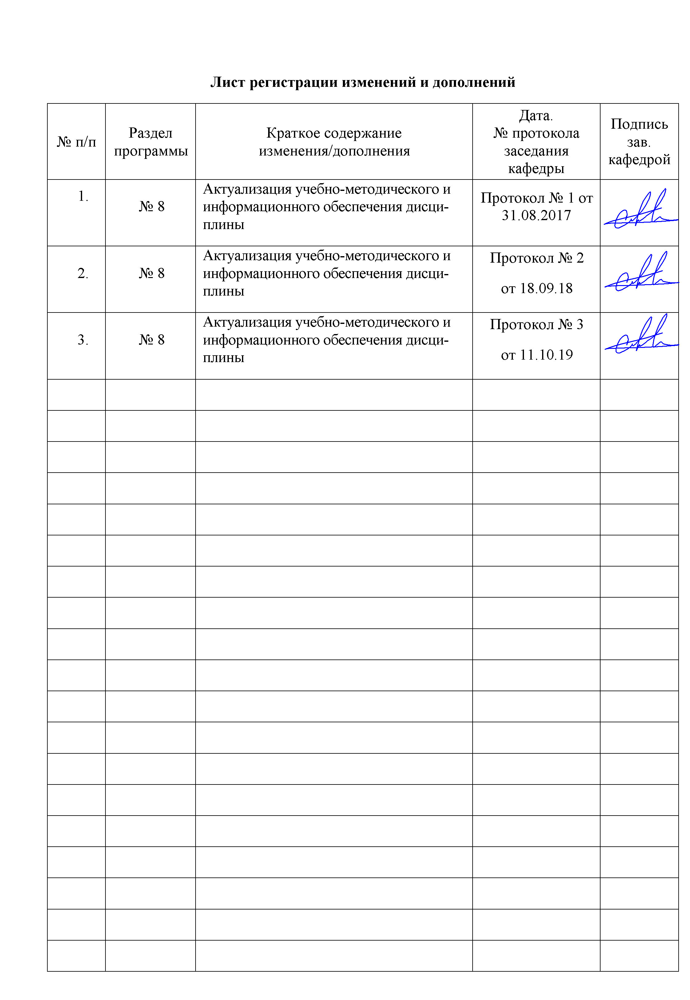 Лист регистрации изменений и дополнений
№ п/п
Раздел
программы
Краткое содержание
изменения/дополнения
Дата.
№ протокола
заседания
кафедры
Подпись
зав.
кафедрой
1.
№ 8
Актуализация учебно-методического и
информационного обеспечения дисци-
плины
Протокол № 1 от
31.08.2017
2.
№ 8
Актуализация учебно-методического и
информационного обеспечения дисци-
плины
Протокол № 2
от 18.09.18
3.
№ 8
Актуализация учебно-методического и
информационного обеспечения дисци-
плины
Протокол № 3
от 11.10.19